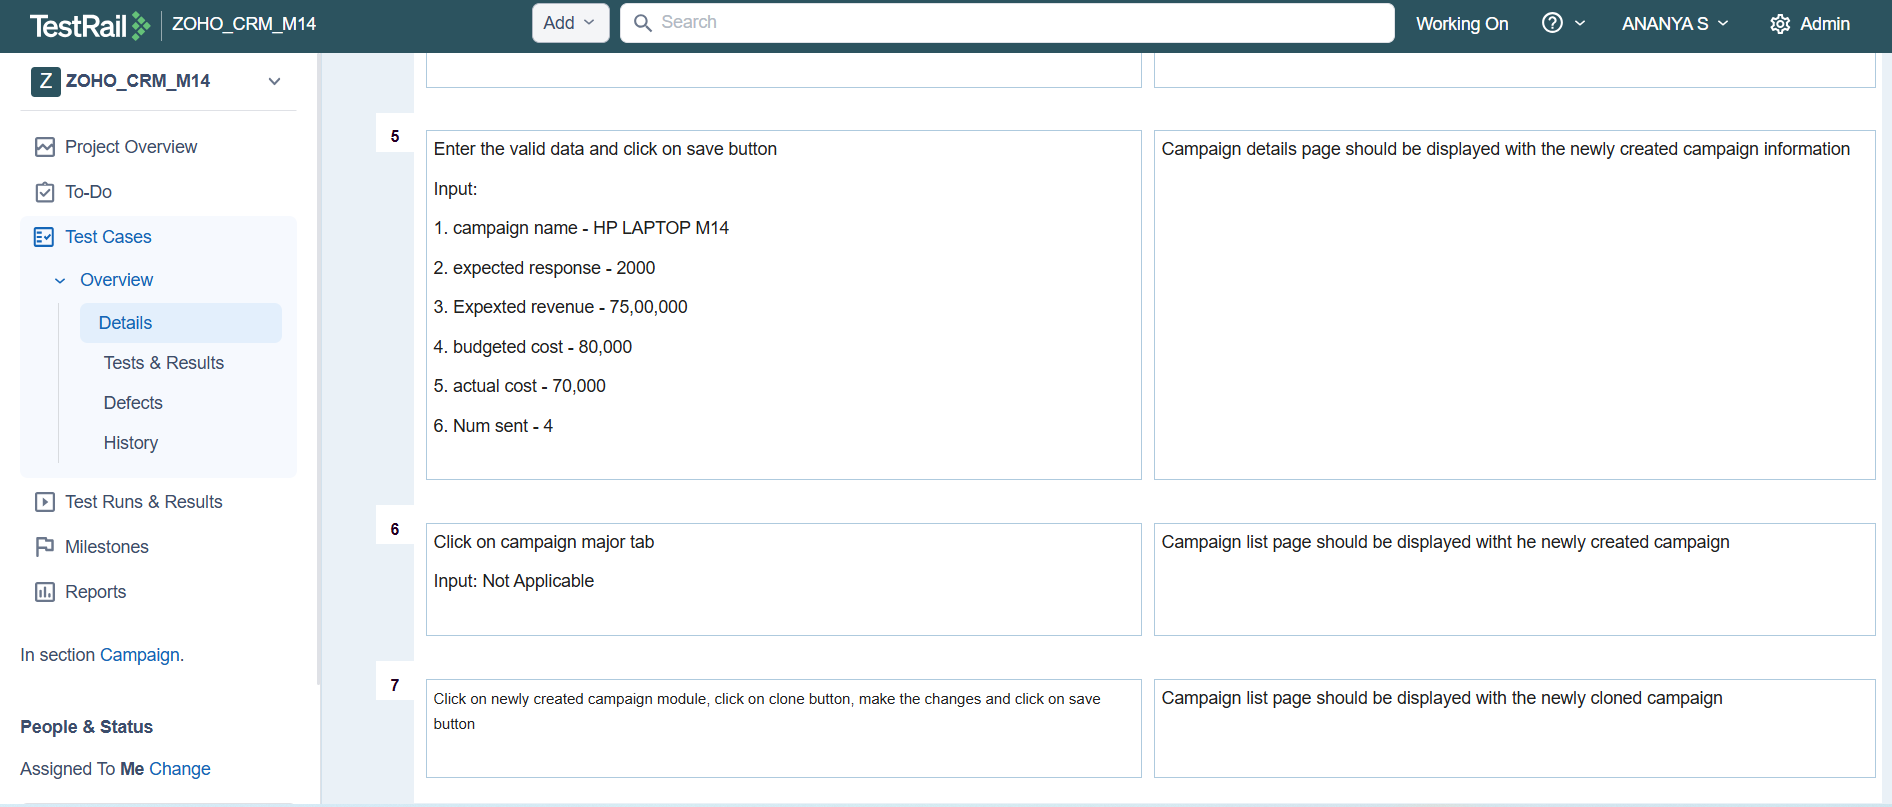 TestRail ZOHO_CRM_M14 Add Search Working On ANANYA S Admin
Z ZOHO_CRM_M14
Project Overview
To-Do
Test Cases
Overview
Details
Tests & Results
Defects
History
Test Runs & Results
Milestones
Reports
In section Campaign.
People & Status
Assigned To Me Change
5
Enter the valid data and click on save button
Input:
1. campaign name - HP LAPTOP M14
2. expected response - 2000
3. Expexted revenue - 75,00,000
4. budgeted cost - 80,000
5. actual cost - 70,000
6. Num sent - 4
Campaign details page should be displayed with the newly created campaign information
6
Click on campaign major tab
Input: Not Applicable
Campaign list page should be displayed witht he newly created campaign
7
Click on newly created campaign module, click on clone button, make the changes and click on save
button
Campaign list page should be displayed with the newly cloned campaign